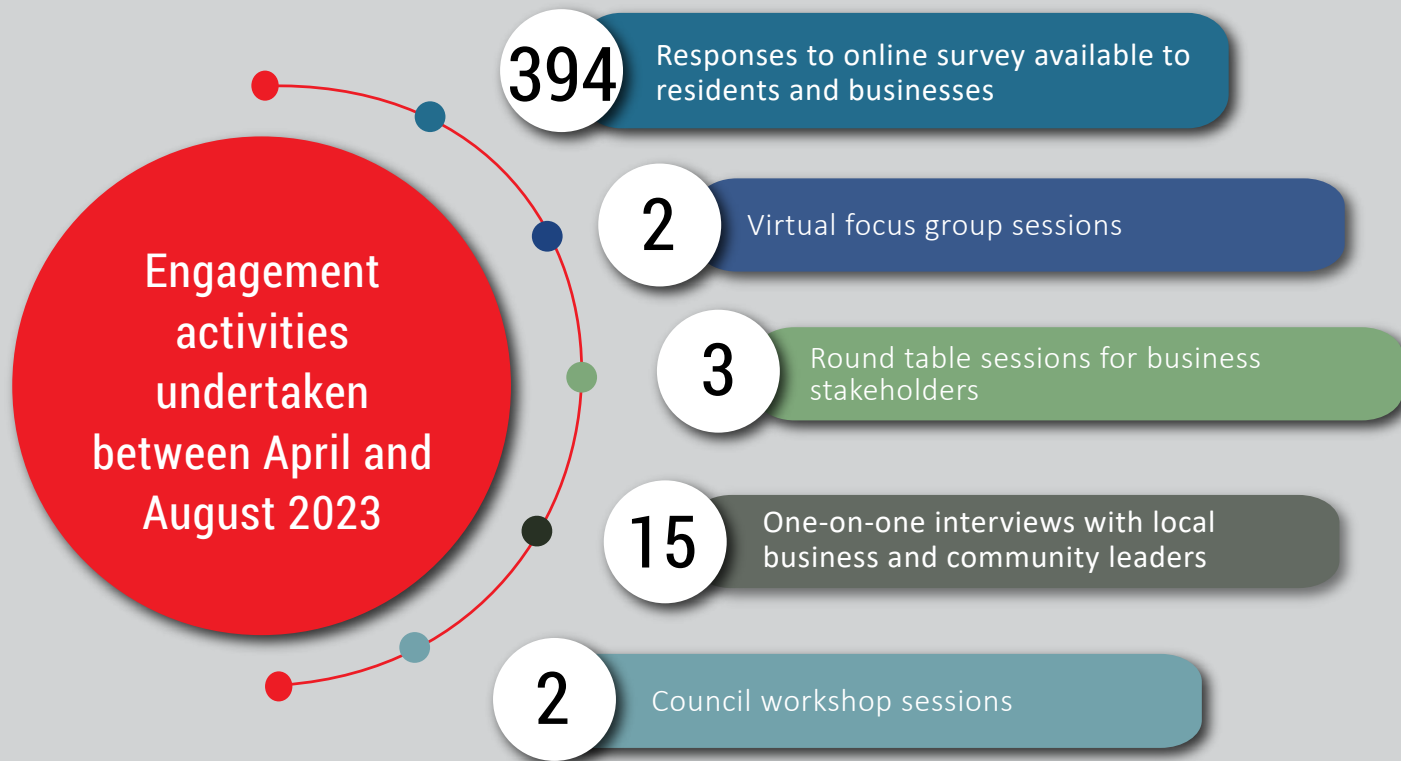 Engagement
activities
undertaken
between April and
August 2023
394
Responses to online survey available to
residents and businesses
2
Virtual focus group sessions
3
Round table sessions for business
stakeholders
15
One-on-one interviews with local
business and community leaders
2
Council workshop sessions